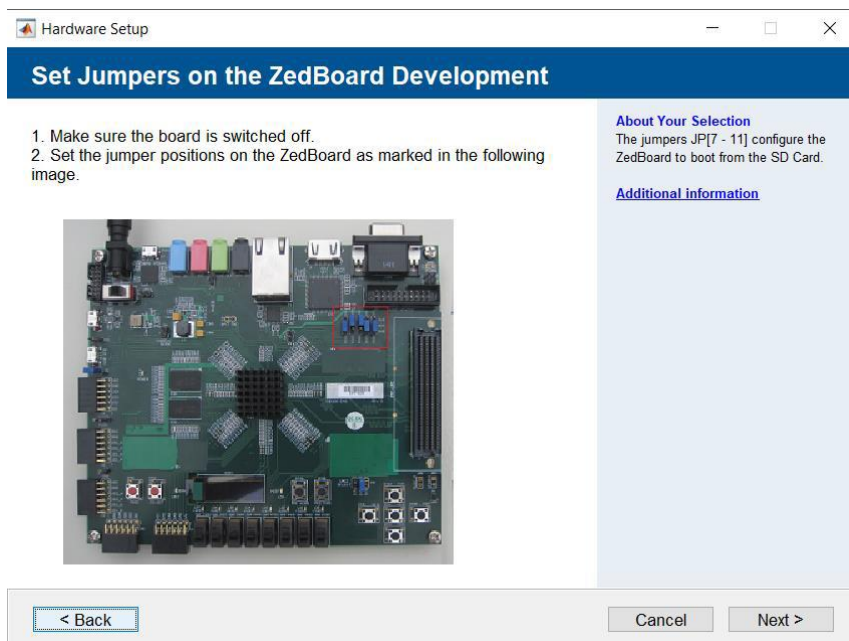 Hardware Setup
Set Jumpers on the ZedBoard Development
1. Make sure the board is switched off.
2. Set the jumper positions on the ZedBoard as marked in the following
image.
About Your Selection
The jumpers JP[7 - 11] configure the
ZedBoard to boot from the SD Card.
Additional information
< Back
Cancel
Next >